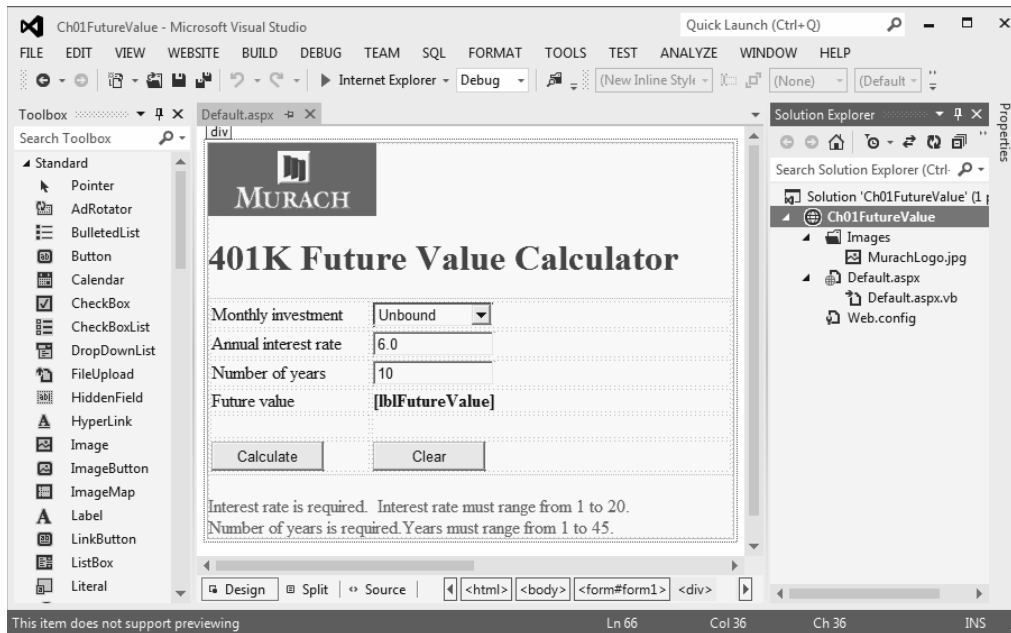 Ch01FutureValue - Microsoft Visual Studio
Quick Launch (Ctrl+Q)
FILE EDIT VIEW WEBSITE BUILD DEBUG TEAM SQL FORMAT TOOLS TEST ANALYZE WINDOW HELP
Internet Explorer Debug (New Inline Style (None) (Default
Toolbox
Search Toolbox
Standard
Pointer
AdRotator
BulletedList
Button
Calendar
CheckBox
CheckBoxList
DropDownList
FileUpload
HiddenField
HyperLink
Image
ImageButton
ImageMap
Label
LinkButton
ListBox
Literal
Default.aspx
div
MURACH
401K Future Value Calculator
Monthly investment Unbound
Annual interest rate 6.0
Number of years 10
Future value [lblFutureValue]
Calculate Clear
Interest rate is required. Interest rate must range from 1 to 20.
Number of years is required.Years must range from 1 to 45.
Design Split Source <html> <body> <form#form1> <div>
Solution Explorer
Search Solution Explorer (Ctrl-
Solution 'Ch01FutureValue' (1
Ch01FutureValue
Images
MurachLogo.jpg
Default.aspx
Default.aspx.vb
Web.config
Properties
This item does not support previewing Ln 66 Col 36 Ch 36 INS